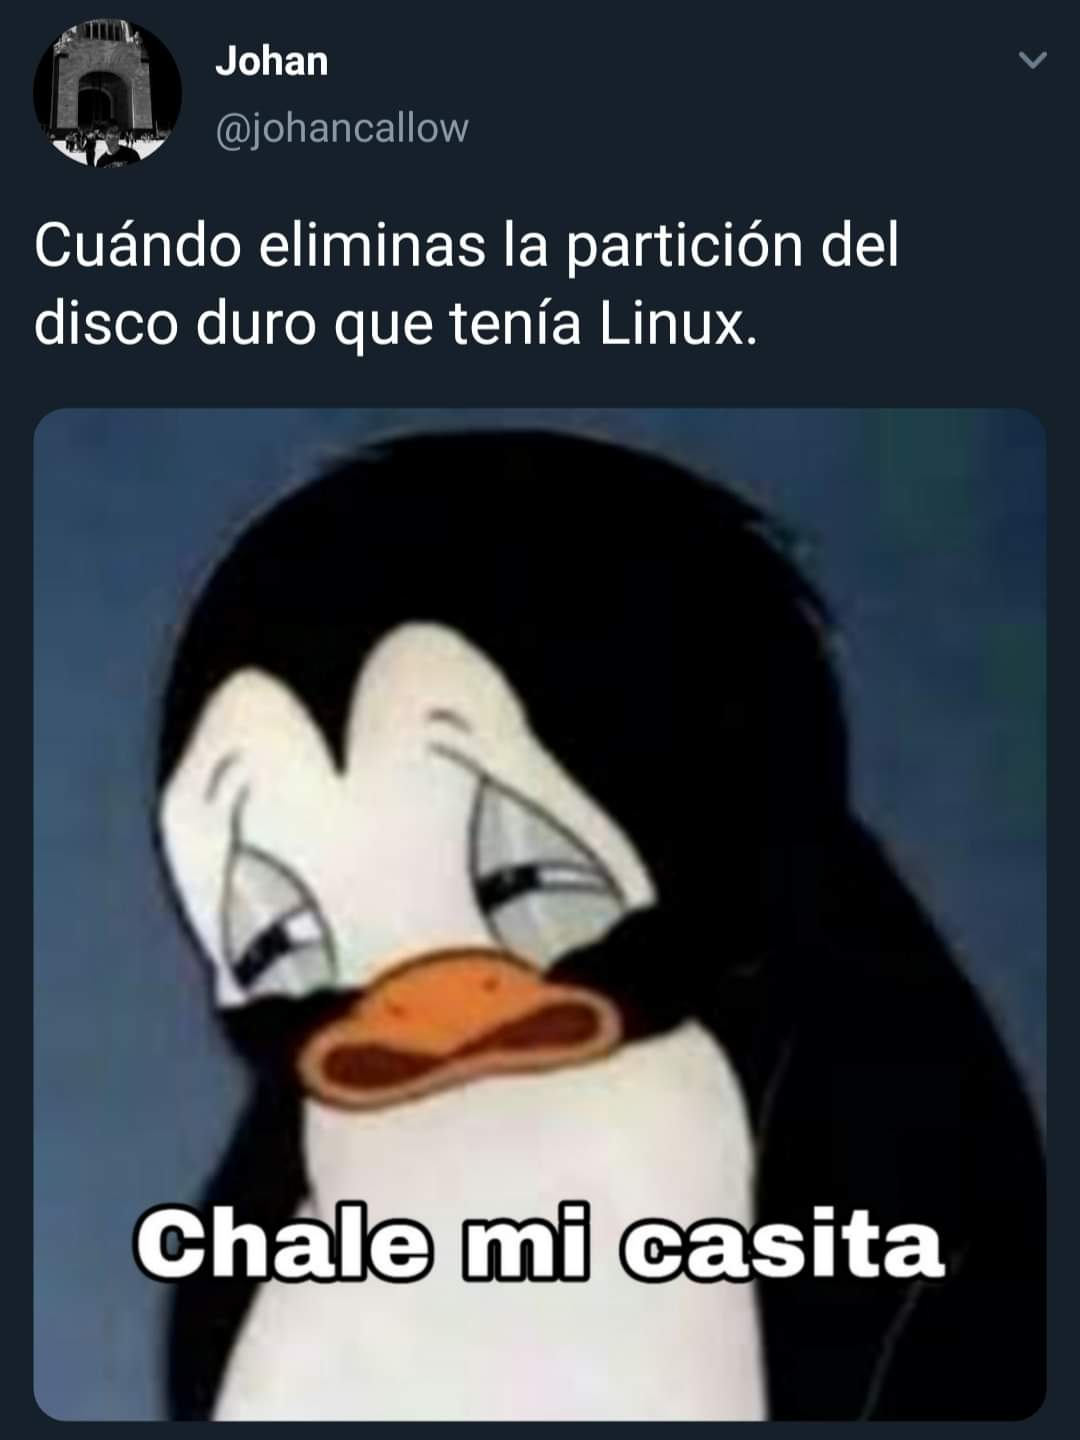 Johan
@johancallow
Cuándo eliminas la partición del
disco duro que tenía Linux.
Chale mi casita